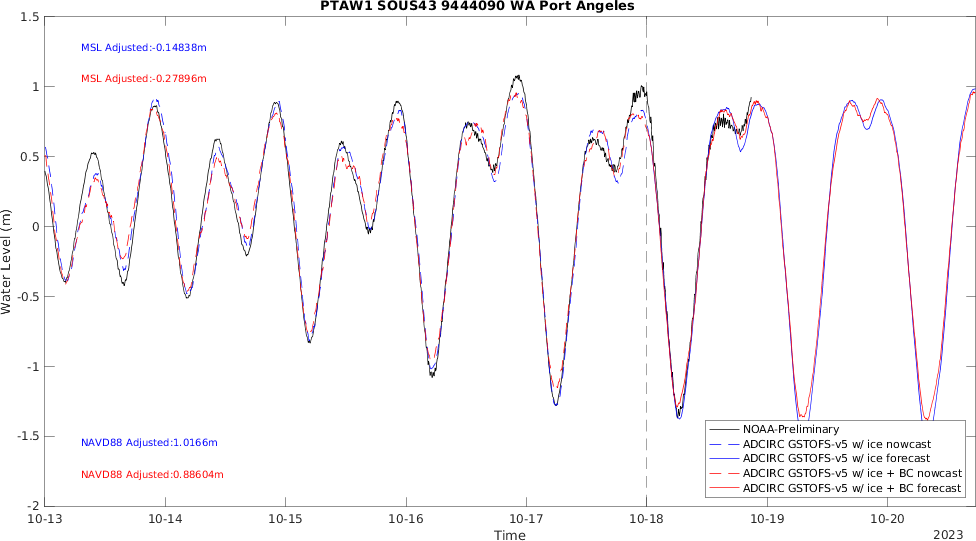 PTAW1 SOUS43 9444090 WA Port Angeles
1.5
1
0.5
0
-0.5
-1
-1.5
-2
Water Level (m)
MSL Adjusted:-0.14838m
MSL Adjusted:-0.27896m
NAVD88 Adjusted:1.0166m
NAVD88 Adjusted:0.88604m
NOAA-Preliminary
ADCIRC GSTOFS-v5 w/ ice nowcast
ADCIRC GSTOFS-v5 w/ ice forecast
ADCIRC GSTOFS-v5 w/ ice + BC nowcast
ADCIRC GSTOFS-v5 w/ ice + BC forecast
10-13 10-14 10-15 10-16 10-17 10-18 10-19 10-20
Time
2023